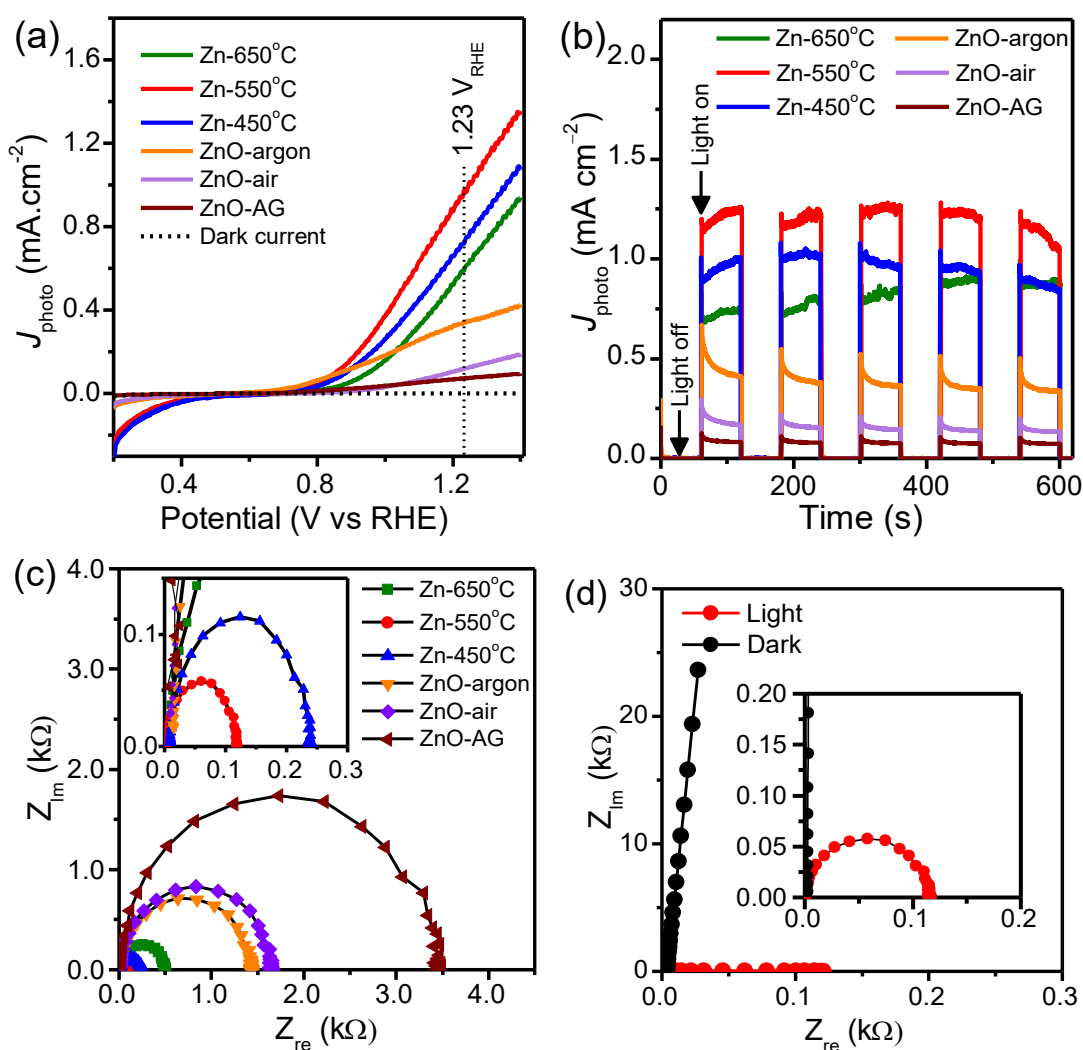 (a)
1.6
1.2
0.8
0.4
0.0
J_photo (mA.cm⁻²)
Zn-650°C
Zn-550°C
Zn-450°C
ZnO-argon
ZnO-air
ZnO-AG
Dark current
1.23 V_RHE
0.4 0.8 1.2
Potential (V vs RHE)
(b)
2.0
1.5
1.0
0.5
0.0
J_photo (mA cm⁻²)
Zn-650°C ZnO-argon
Zn-550°C ZnO-air
Zn-450°C ZnO-AG
Light on
Light off
0 200 400 600
Time (s)
(c)
4.0
3.0
2.0
1.0
0.0
Z_Im (kΩ)
0.1
0.0
0.0 0.1 0.2 0.3
Zn-650°C
Zn-550°C
Zn-450°C
ZnO-argon
ZnO-air
ZnO-AG
0.0 1.0 2.0 3.0 4.0
Z_re (kΩ)
(d)
30
20
10
0
Z_Im (kΩ)
Light
Dark
0.20
0.15
0.10
0.05
0.00
0.0 0.1 0.2
0.0 0.1 0.2 0.3
Z_re (kΩ)